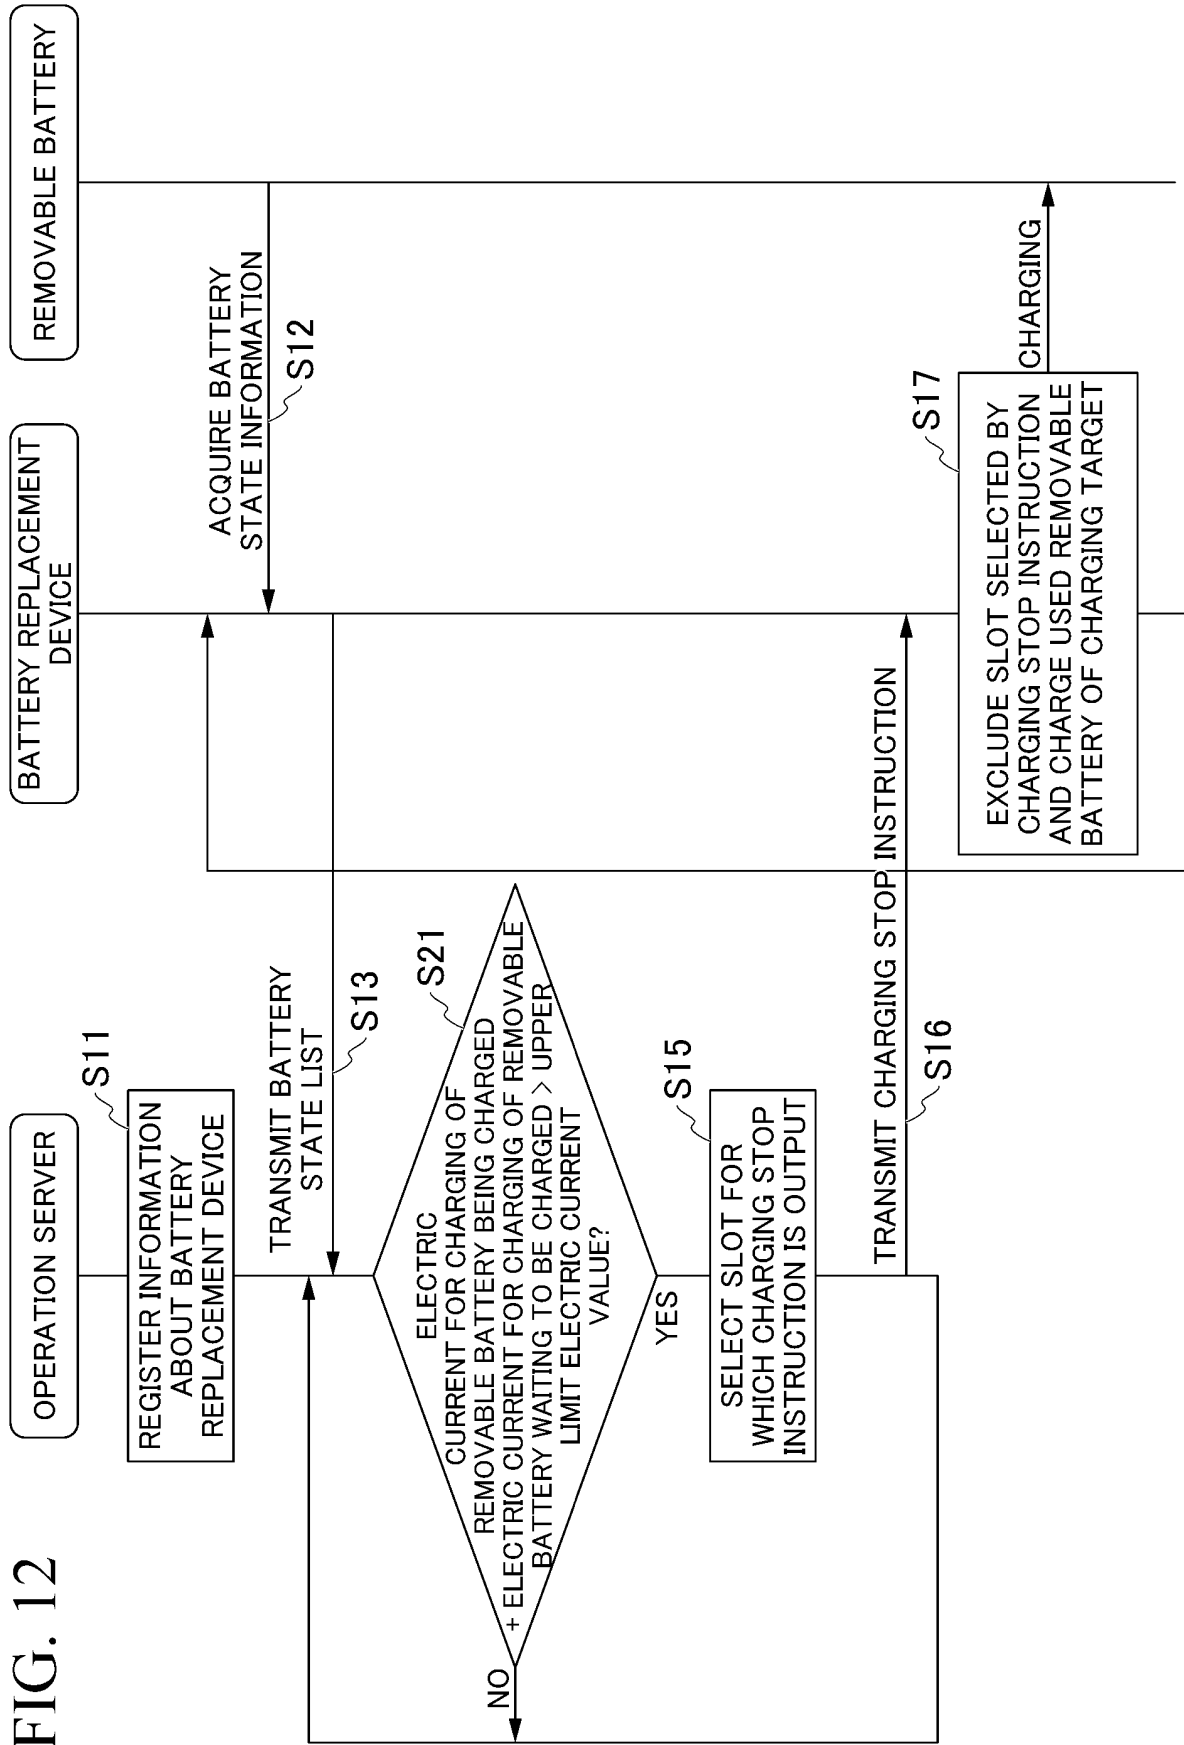 FIG. 12
OPERATION SERVER
BATTERY REPLACEMENT
DEVICE
REMOVABLE BATTERY
S11
REGISTER INFORMATION
ABOUT BATTERY
REPLACEMENT DEVICE
ACQUIRE BATTERY
STATE INFORMATION
S12
TRANSMIT BATTERY
STATE LIST
S13
S21
ELECTRIC
CURRENT FOR CHARGING OF
REMOVABLE BATTERY BEING CHARGED
+ ELECTRIC CURRENT FOR CHARGING OF REMOVABLE
BATTERY WAITING TO BE CHARGED > UPPER
LIMIT ELECTRIC CURRENT
VALUE?
NO
YES
S15
SELECT SLOT FOR
WHICH CHARGING STOP
INSTRUCTION IS OUTPUT
TRANSMIT CHARGING STOP INSTRUCTION
S16
S17
EXCLUDE SLOT SELECTED BY
CHARGING STOP INSTRUCTION
AND CHARGE USED REMOVABLE
BATTERY OF CHARGING TARGET
CHARGING